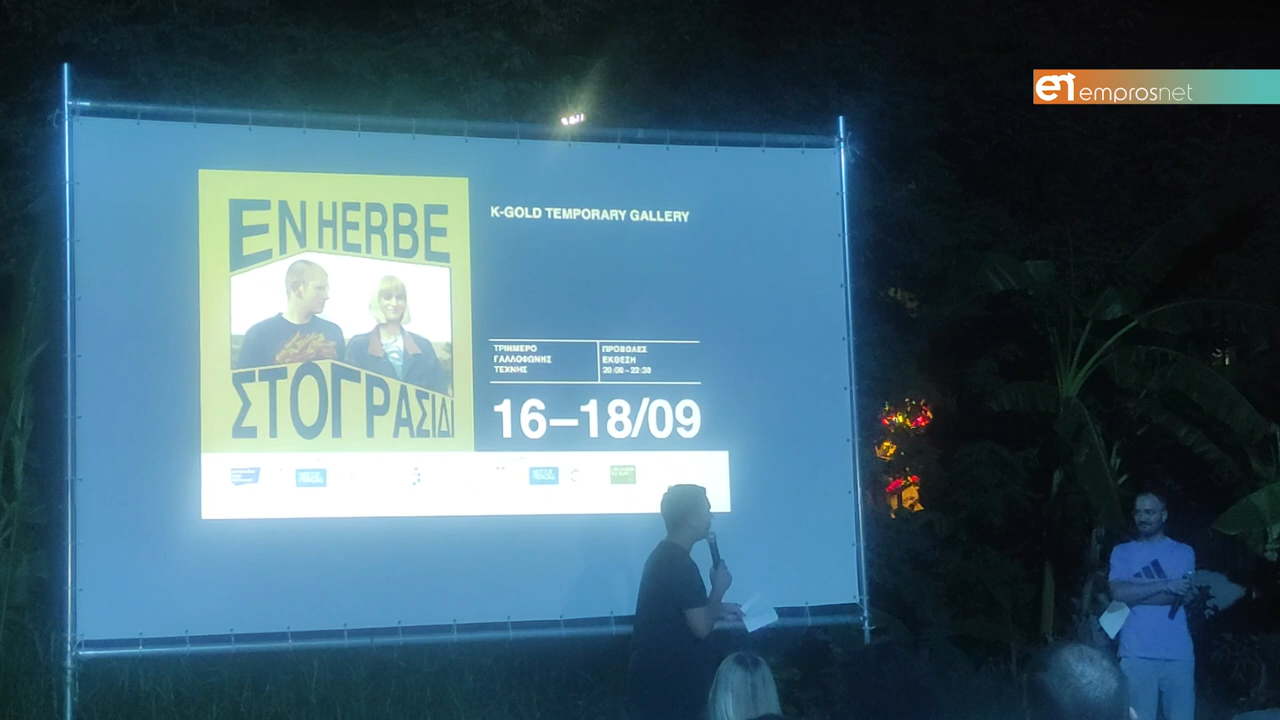 emprosnet
EN HERBE
K-GOLD TEMPORARY GALLERY
ΤΡΙΗΜΕΡΟ
ΓΑΛΛΟΦΩΝΗΣ
ΤΕΧΝΗΣ
ΠΡΟΒΟΛΕΣ
ΕΚΘΕΣΗ
20:00-22:30
16–18/09
ΣΤΟ ΓΡΑΣΙΔΙ